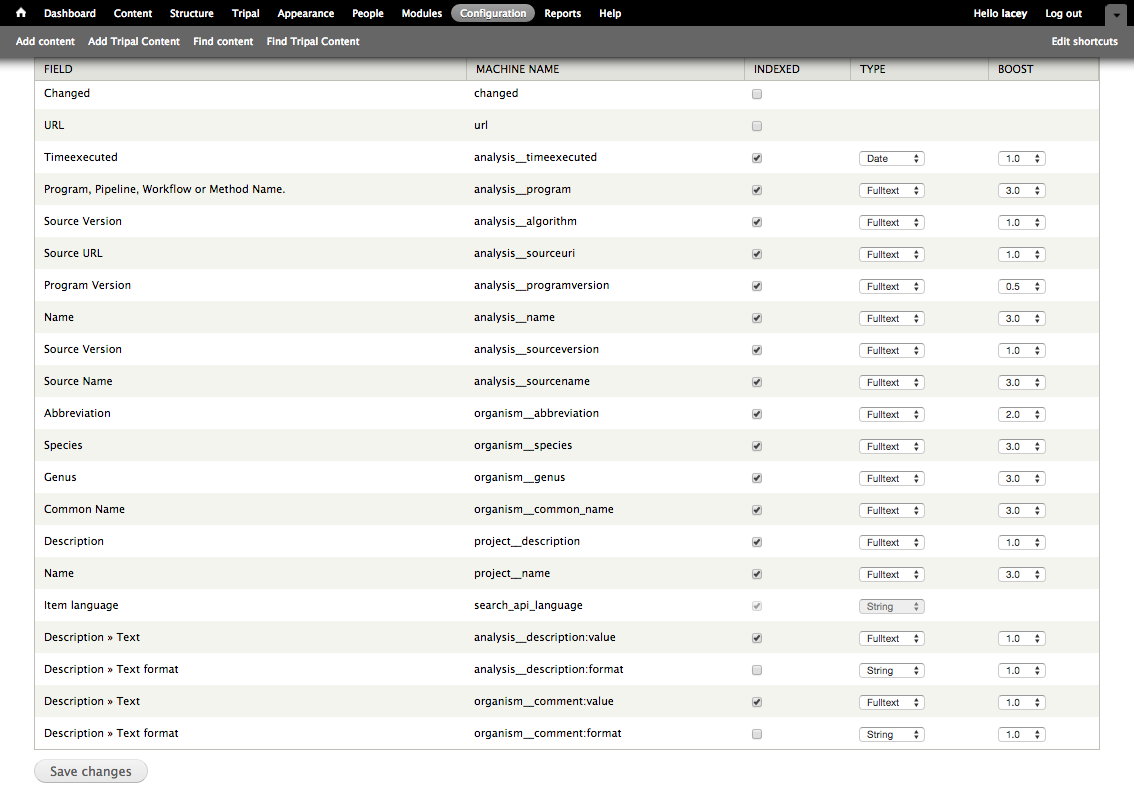 Dashboard Content Structure Tripal Appearance People Modules Configuration Reports Help Hello lacey Log out
Add content Add Tripal Content Find content Find Tripal Content Edit shortcuts
FIELD MACHINE NAME INDEXED TYPE BOOST
Changed changed
URL url
Timeexecuted analysis__timeexecuted Date 1.0
Program, Pipeline, Workflow or Method Name. analysis__program Fulltext 3.0
Source Version analysis__algorithm Fulltext 1.0
Source URL analysis__sourceuri Fulltext 1.0
Program Version analysis__programversion Fulltext 0.5
Name analysis__name Fulltext 3.0
Source Version analysis__sourceversion Fulltext 1.0
Source Name analysis__sourcename Fulltext 3.0
Abbreviation organism__abbreviation Fulltext 2.0
Species organism__species Fulltext 3.0
Genus organism__genus Fulltext 3.0
Common Name organism__common_name Fulltext 3.0
Description project__description Fulltext 1.0
Name project__name Fulltext 3.0
Item language search_api_language String
Description » Text analysis__description:value Fulltext 1.0
Description » Text format analysis__description:format String 1.0
Description » Text organism__comment:value Fulltext 1.0
Description » Text format organism__comment:format String 1.0
Save changes